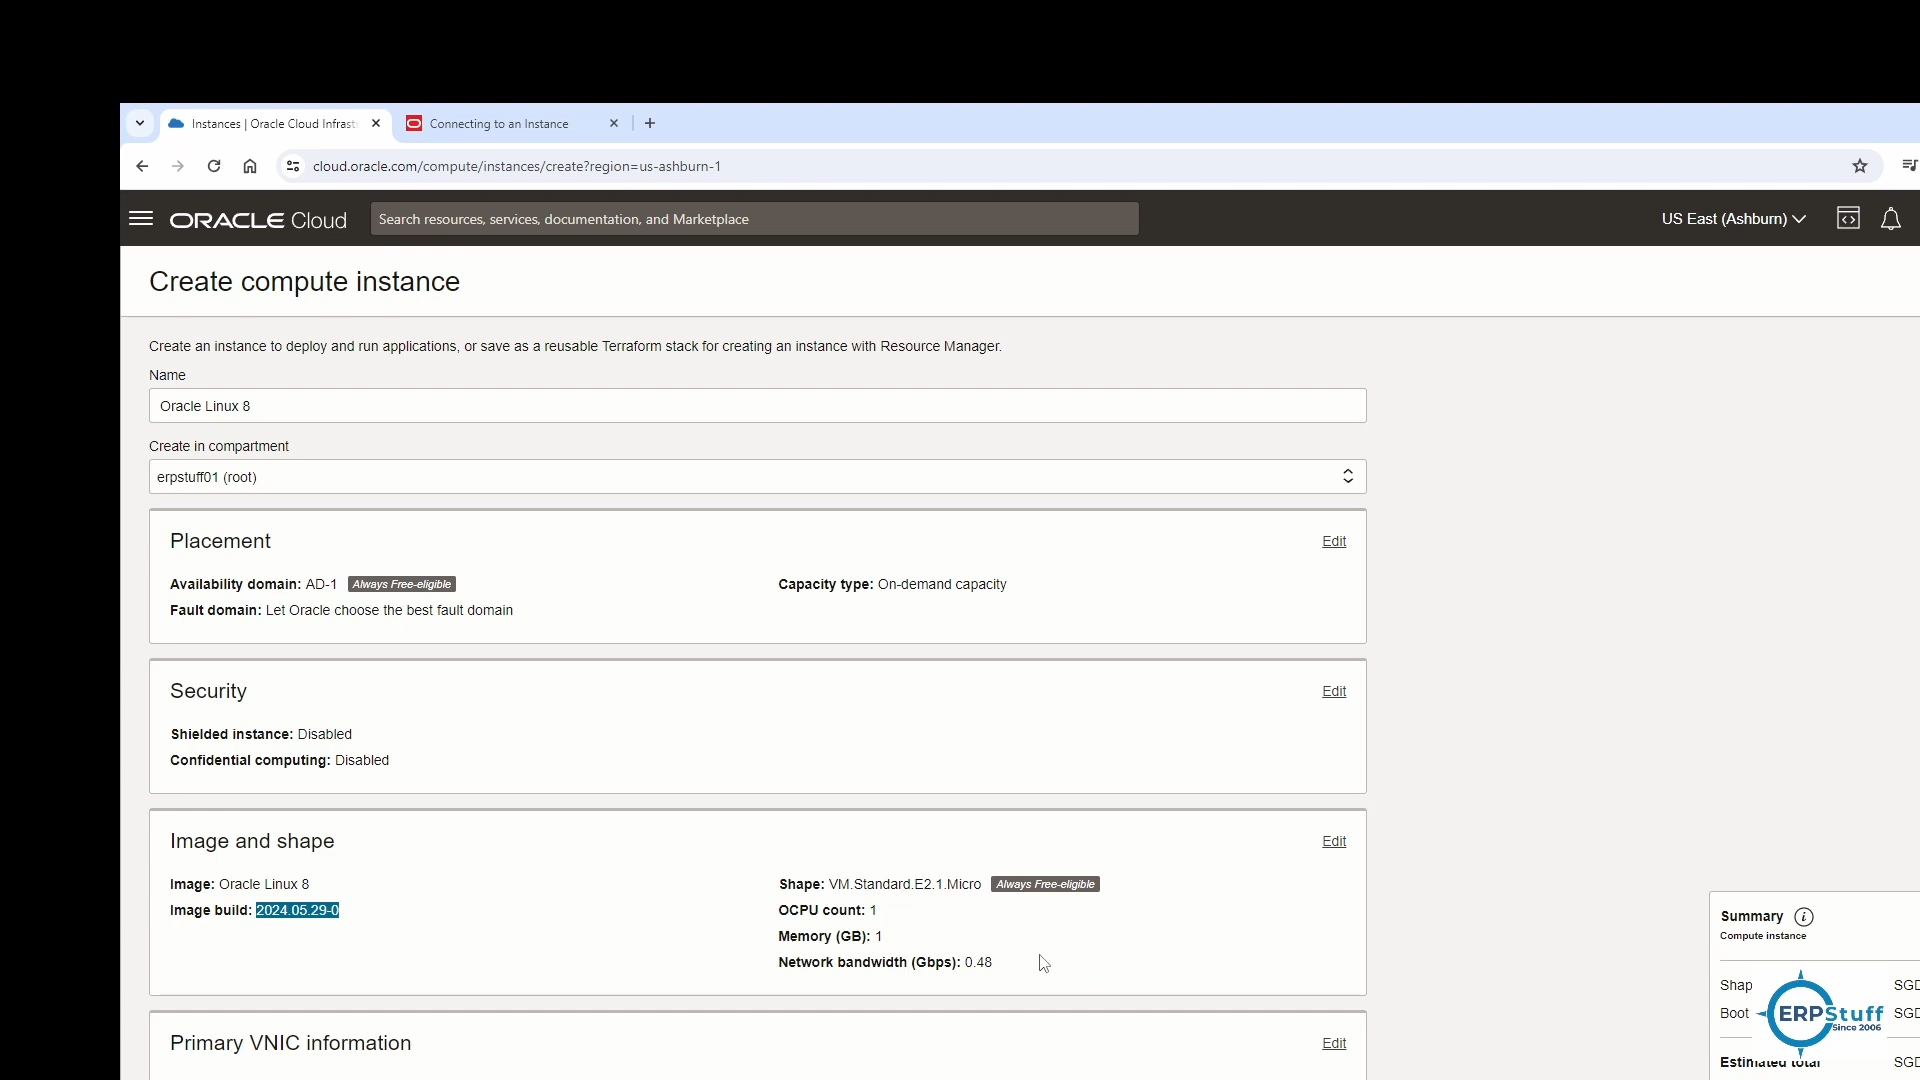 Instances | Oracle Cloud Infrast
Connecting to an Instance
cloud.oracle.com/compute/instances/create?region=us-ashburn-1
ORACLE Cloud
Search resources, services, documentation, and Marketplace
US East (Ashburn)
Create compute instance
Create an instance to deploy and run applications, or save as a reusable Terraform stack for creating an instance with Resource Manager.
Name
Oracle Linux 8
Create in compartment
erpstuff01 (root)
Placement
Edit
Availability domain: AD-1 Always Free-eligible
Capacity type: On-demand capacity
Fault domain: Let Oracle choose the best fault domain
Security
Edit
Shielded instance: Disabled
Confidential computing: Disabled
Image and shape
Edit
Image: Oracle Linux 8
Image build: 2024.05.29-0
Shape: VM.Standard.E2.1.Micro Always Free-eligible
OCPU count: 1
Memory (GB): 1
Network bandwidth (Gbps): 0.48
Primary VNIC information
Edit
Summary
Compute instance
Shap
SGD
Boot
SGD
Estimated total
SGD
ERPStuff
Since 2006